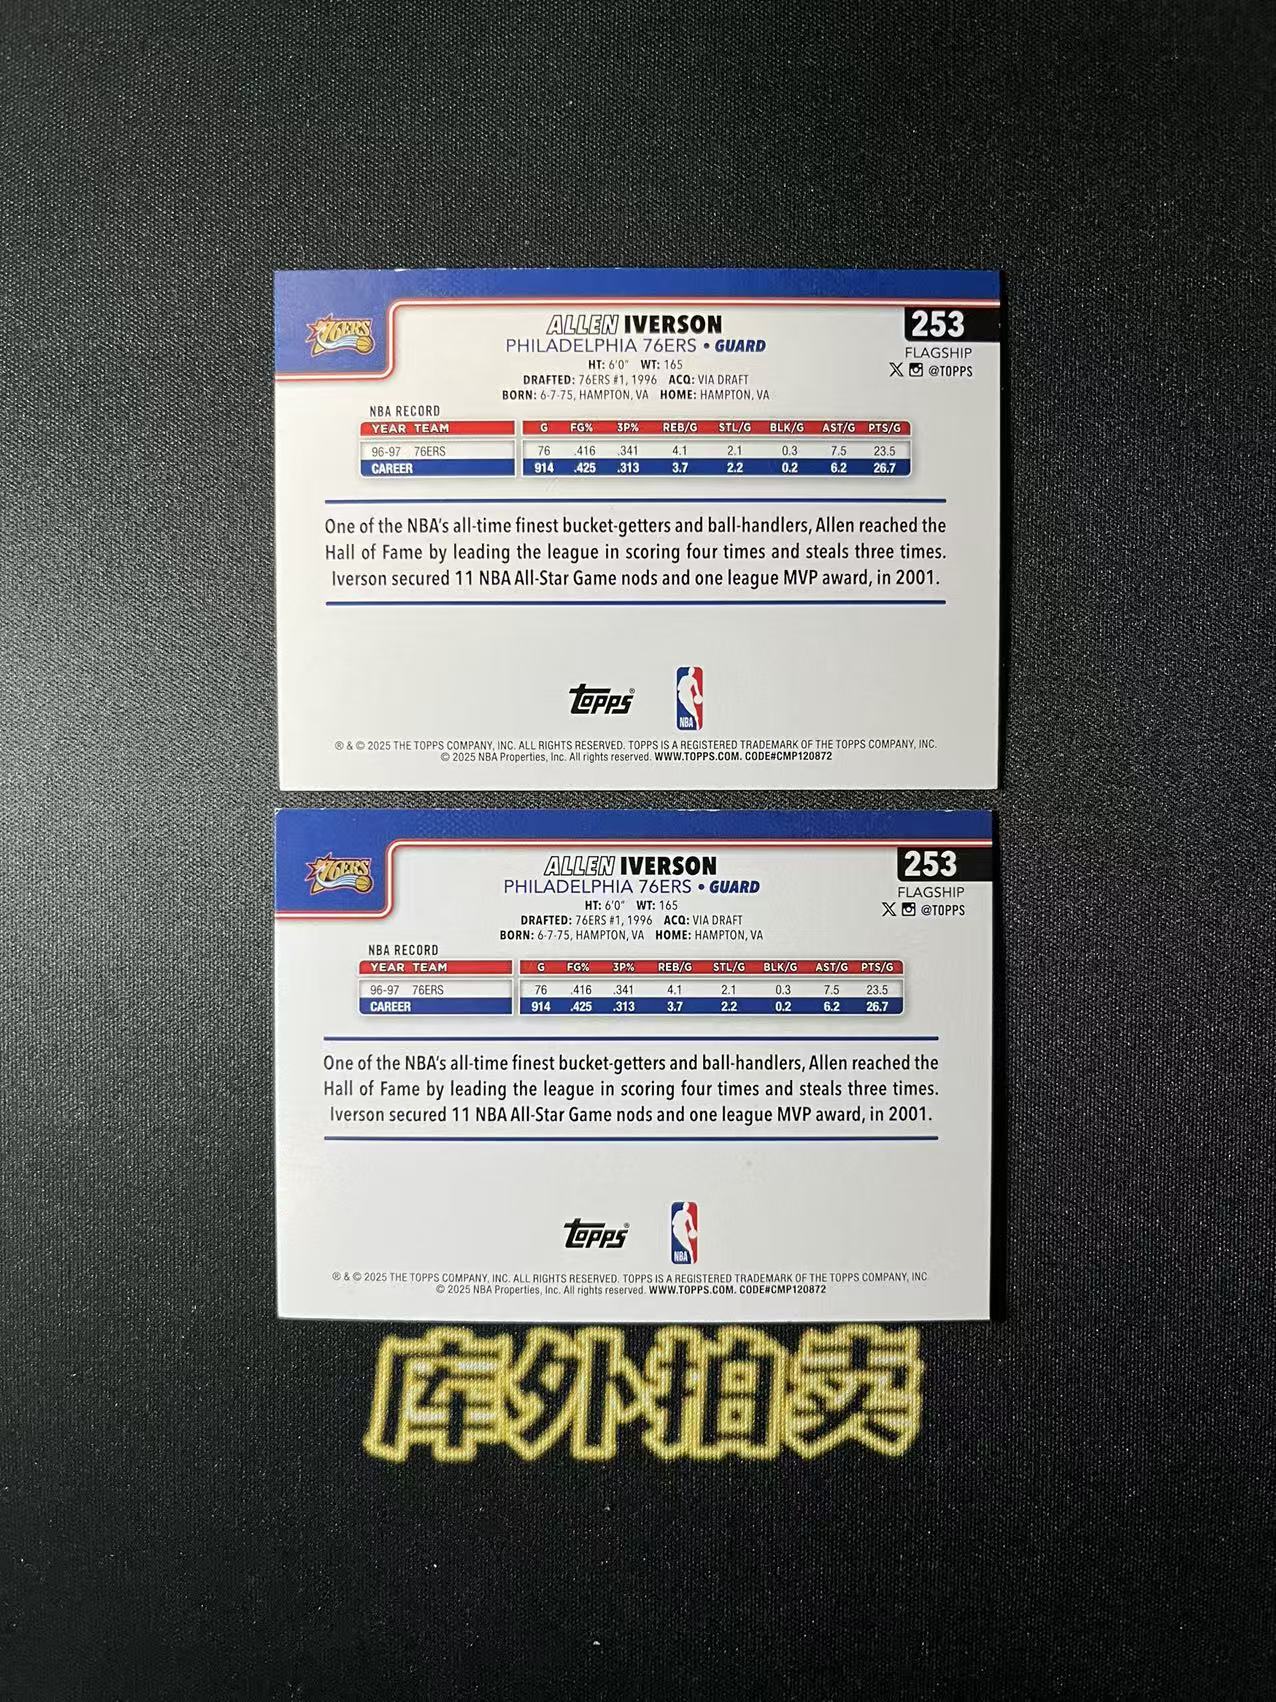 76ERS
ALLEN IVERSON
253
PHILADELPHIA 76ERS • GUARD
FLAGSHIP
HT: 6'0" WT: 165
@TOPPS
DRAFTED: 76ERS #1, 1996 ACQ: VIA DRAFT
BORN: 6-7-75, HAMPTON, VA HOME: HAMPTON, VA
NBA RECORD
YEAR TEAM G FG% 3P% REB/G STL/G BLK/G AST/G PTS/G
96-97 76ERS 76 .416 .341 4.1 2.1 0.3 7.5 23.5
CAREER 914 .425 .313 3.7 2.2 0.2 6.2 26.7
One of the NBA's all-time finest bucket-getters and ball-handlers, Allen reached the
Hall of Fame by leading the league in scoring four times and steals three times.
Iverson secured 11 NBA All-Star Game nods and one league MVP award, in 2001.
topps®
NBA
® & © 2025 THE TOPPS COMPANY, INC. ALL RIGHTS RESERVED. TOPPS IS A REGISTERED TRADEMARK OF THE TOPPS COMPANY, INC.
© 2025 NBA Properties, Inc. All rights reserved. WWW.TOPPS.COM. CODE#CMP120872
76ERS
ALLEN IVERSON
253
PHILADELPHIA 76ERS • GUARD
FLAGSHIP
HT: 6'0" WT: 165
@TOPPS
DRAFTED: 76ERS #1, 1996 ACQ: VIA DRAFT
BORN: 6-7-75, HAMPTON, VA HOME: HAMPTON, VA
NBA RECORD
YEAR TEAM G FG% 3P% REB/G STL/G BLK/G AST/G PTS/G
96-97 76ERS 76 .416 .341 4.1 2.1 0.3 7.5 23.5
CAREER 914 .425 .313 3.7 2.2 0.2 6.2 26.7
One of the NBA's all-time finest bucket-getters and ball-handlers, Allen reached the
Hall of Fame by leading the league in scoring four times and steals three times.
Iverson secured 11 NBA All-Star Game nods and one league MVP award, in 2001.
topps®
NBA
® & © 2025 THE TOPPS COMPANY, INC. ALL RIGHTS RESERVED. TOPPS IS A REGISTERED TRADEMARK OF THE TOPPS COMPANY, INC
© 2025 NBA Properties, Inc. All rights reserved. WWW.TOPPS.COM. CODE#CMP120872
库外拍卖